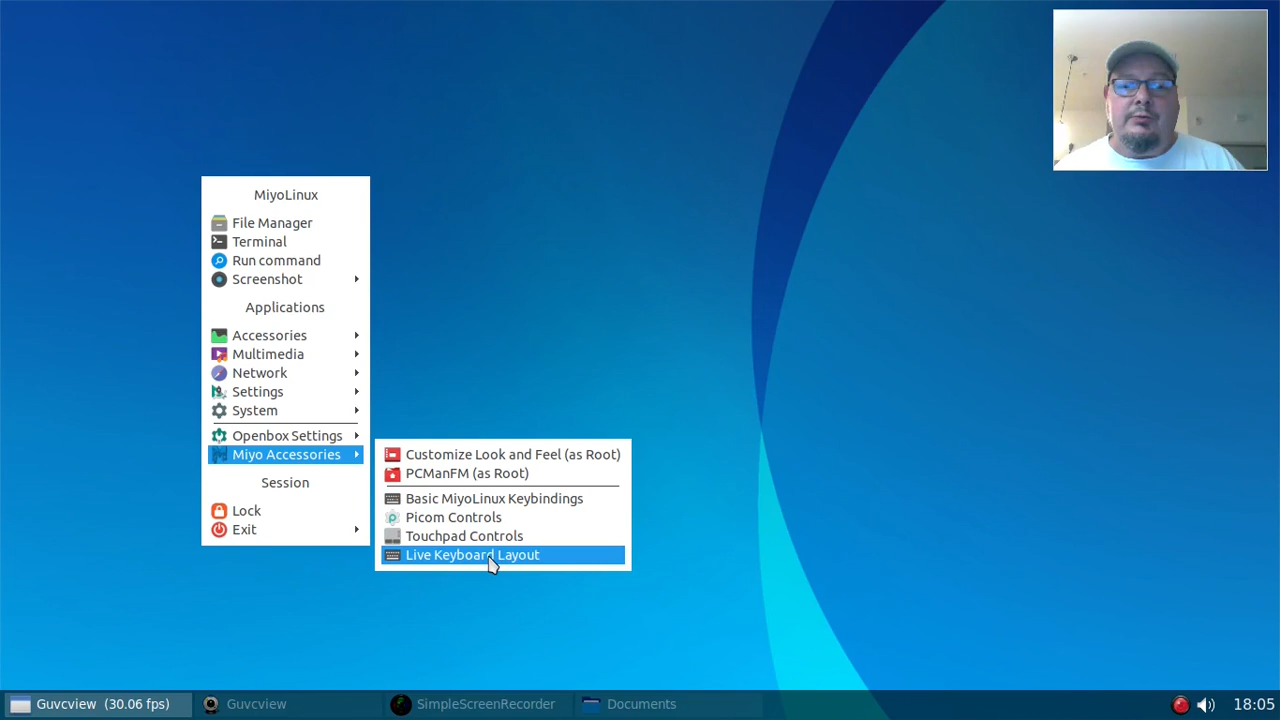 MiyoLinux
File Manager
Terminal
Run command
Screenshot
Applications
Accessories
Multimedia
Network
Settings
System
Openbox Settings
Miyo Accessories
Session
Lock
Exit
Customize Look and Feel (as Root)
PCManFM (as Root)
Basic MiyoLinux Keybindings
Picom Controls
Touchpad Controls
Live Keyboard Layout
Guvcview (30.06 fps)
Guvcview
SimpleScreenRecorder
Documents
18:05